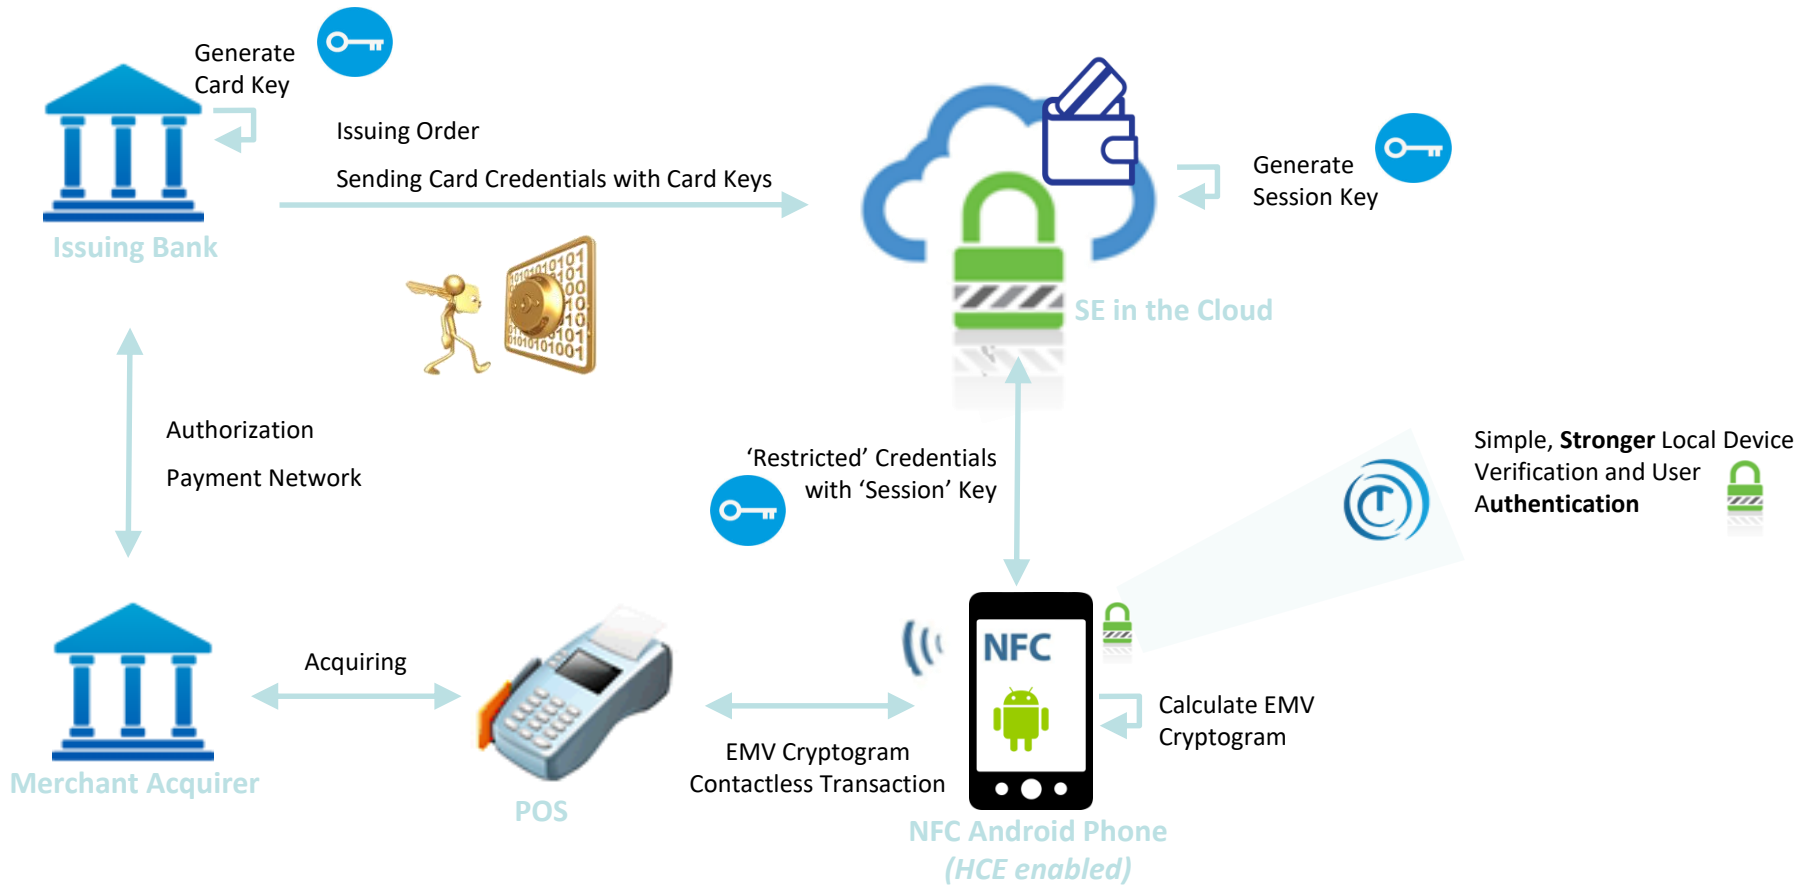 Generate
Card Key
Issuing Order
Sending Card Credentials with Card Keys
Issuing Bank
Generate
Session Key
SE in the Cloud
Authorization
Payment Network
‘Restricted’ Credentials
with ‘Session’ Key
Simple, Stronger Local Device
Verification and User
Authentication
NFC
Acquiring
Calculate EMV
Cryptogram
EMV Cryptogram
Contactless Transaction
Merchant Acquirer
POS
NFC Android Phone
(HCE enabled)